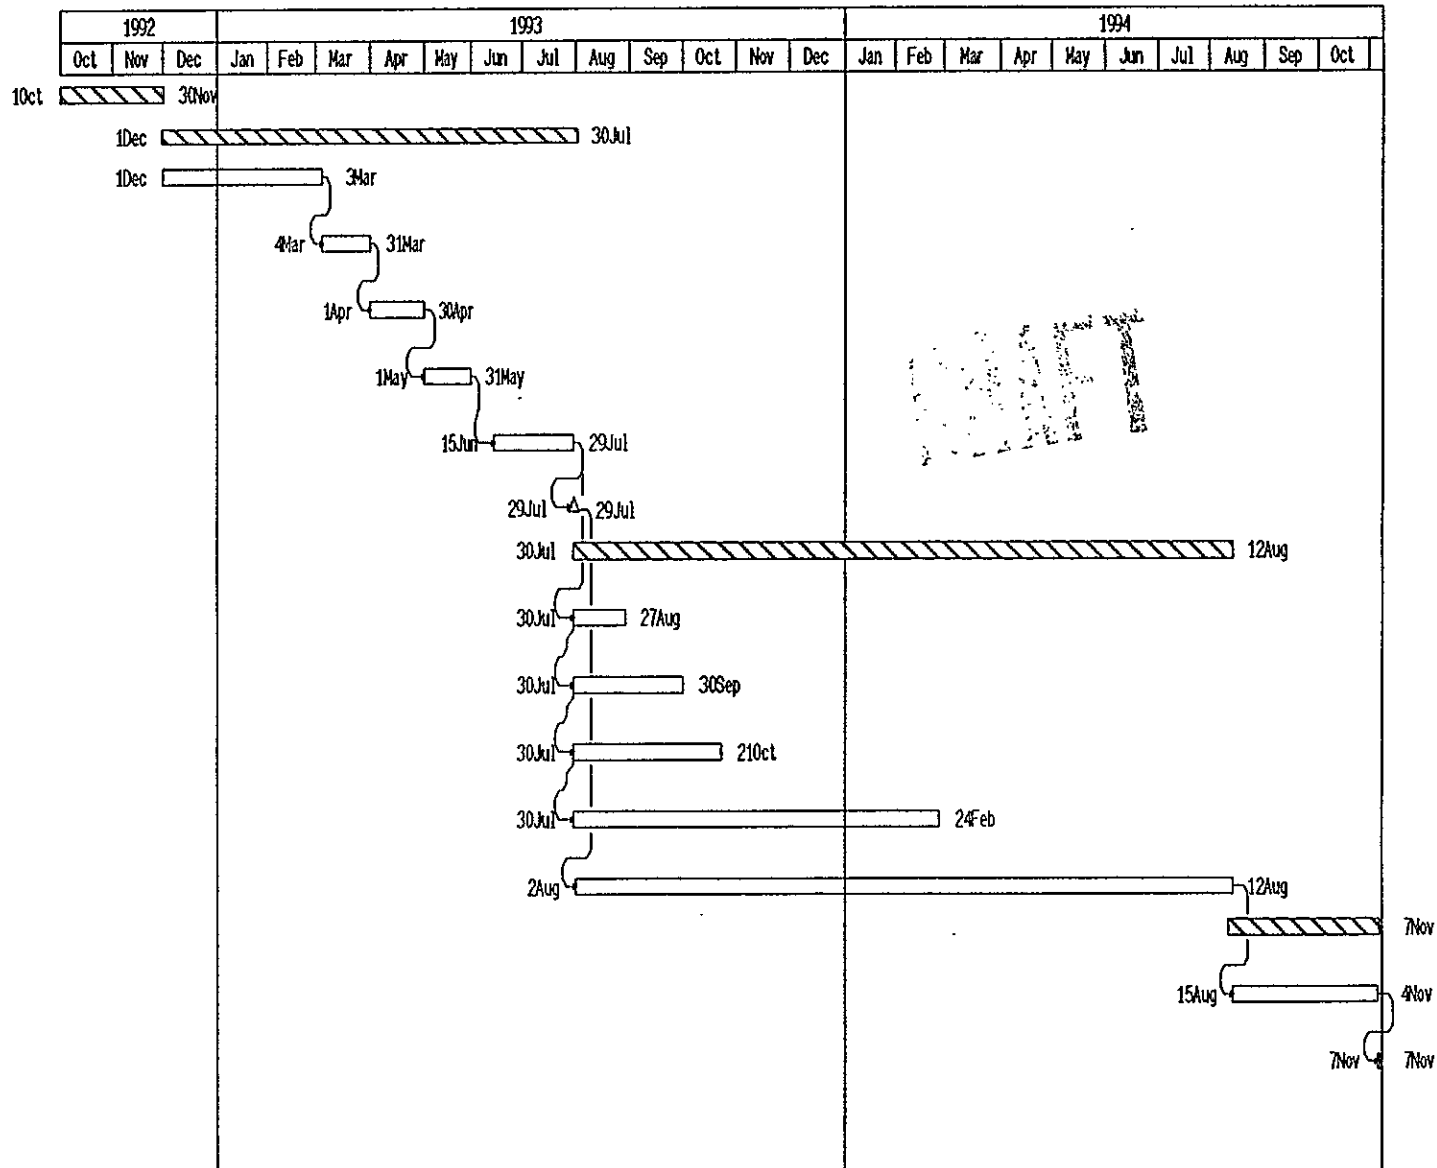 1992 1993 1994
Oct Nov Dec Jan Feb Mar Apr May Jun Jul Aug Sep Oct Nov Dec Jan Feb Mar Apr May Jun Jul Aug Sep Oct
1Oct 30Nov
1Dec 30Jul
1Dec 3Mar
4Mar 31Mar
1Apr 30Apr
1May 31May
15Jun 29Jul
29Jul 29Jul
30Jul 12Aug
30Jul 27Aug
30Jul 30Sep
30Jul 21Oct
30Jul 24Feb
2Aug 12Aug
7Nov
15Aug 4Nov
7Nov 7Nov